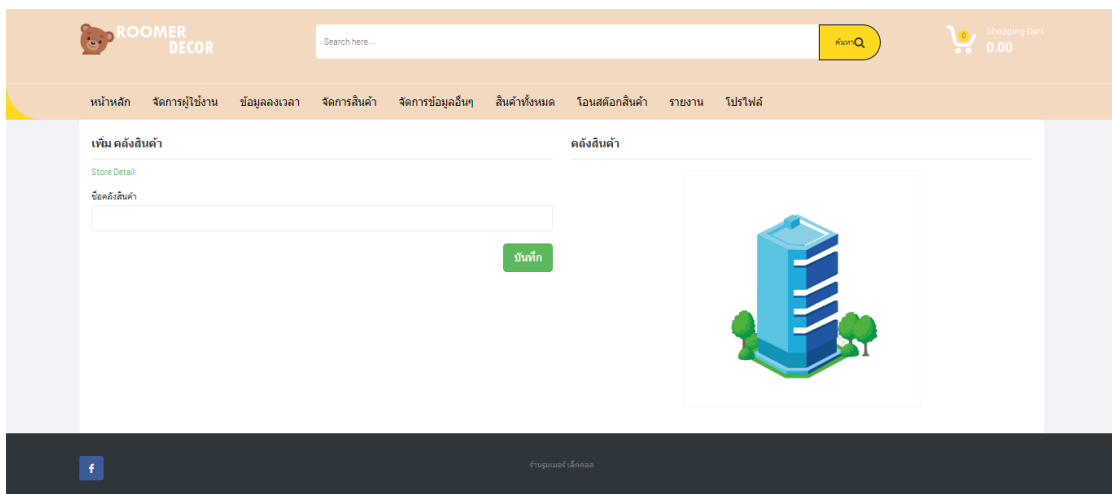 ROOMER
DECOR
Search here...
ค้นหา
0
Shopping Cart
0.00
หน้าหลัก จัดการผู้ใช้งาน ข้อมูลลงเวลา จัดการสินค้า จัดการข้อมูลอื่นๆ สินค้าทั้งหมด โอนสต๊อกสินค้า รายงาน โปรไฟล์
เพิ่ม คลังสินค้า
คลังสินค้า
Store Detail
ชื่อคลังสินค้า
บันทึก
f
ร้านรูมเมอร์ เด็คคอล